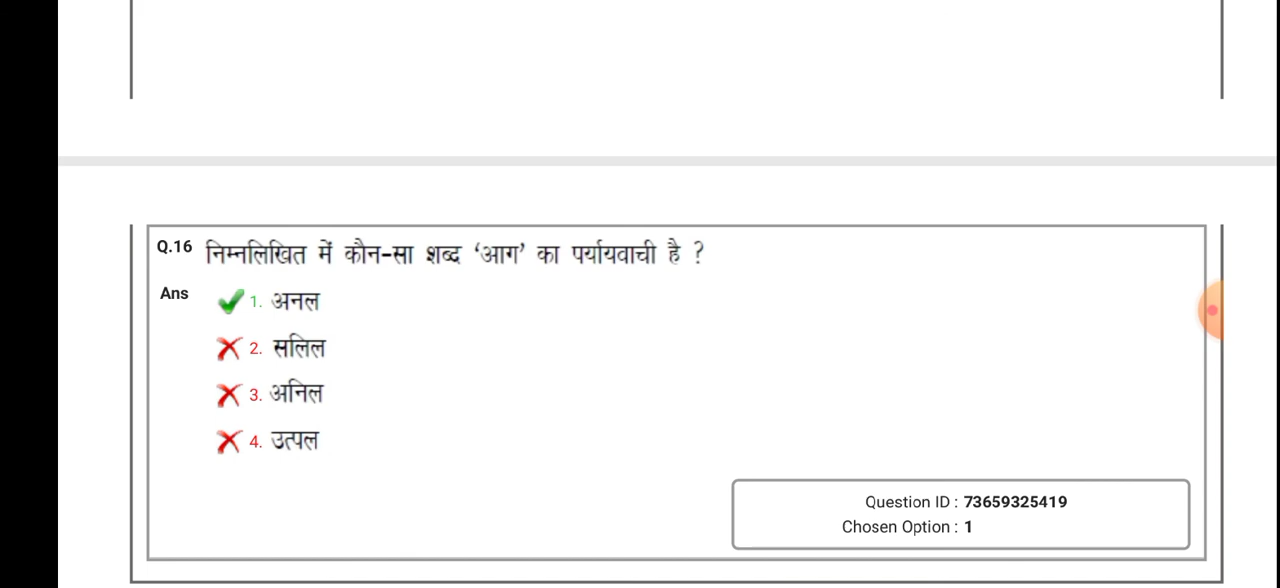 Q.16 निम्नलिखित में कौन-सा शब्द ‘आग’ का पर्यायवाची है ?
Ans 1. अनल
2. सलिल
3. अनिल
4. उत्पल
Question ID : 73659325419
Chosen Option : 1